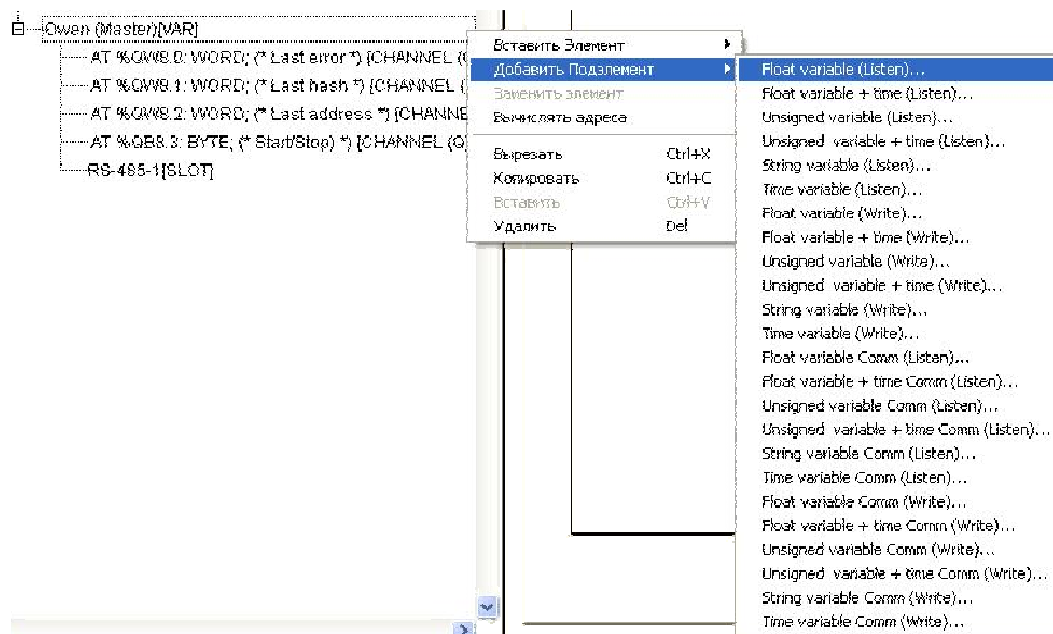 Owen (Master)[VAR]
AT %QW8.0: WORD; (* Last error *) [CHANNEL (
AT %QW8.1: WORD; (* Last hash *) [CHANNEL (
AT %QW8.2: WORD; (* Last address *) [CHANNE
AT %QB8.3: BYTE; (* Start/Stop) *) [CHANNEL (Q
RS-485-1[SLOT]
Вставить Элемент
Добавить Подэлемент
Заменить элемент
Вычислять адреса
Вырезать Ctrl+X
Копировать Ctrl+C
Вставить Ctrl+V
Удалить Del
Float variable (Listen)...
Float variable + time (Listen)...
Unsigned variable (Listen)...
Unsigned variable + time (Listen)...
String variable (Listen)...
Time variable (Listen)...
Float variable (Write)...
Float variable + time (Write)...
Unsigned variable (Write)...
Unsigned variable + time (Write)...
String variable (Write)...
Time variable (Write)...
Float variable Comm (Listen)...
Float variable + time Comm (Listen)...
Unsigned variable Comm (Listen)...
Unsigned variable + time Comm (Listen)...
String variable Comm (Listen)...
Time variable Comm (Listen)...
Float variable Comm (Write)...
Float variable + time Comm (Write)...
Unsigned variable Comm (Write)...
Unsigned variable + time Comm (Write)...
String variable Comm (Write)...
Time variable Comm (Write)...